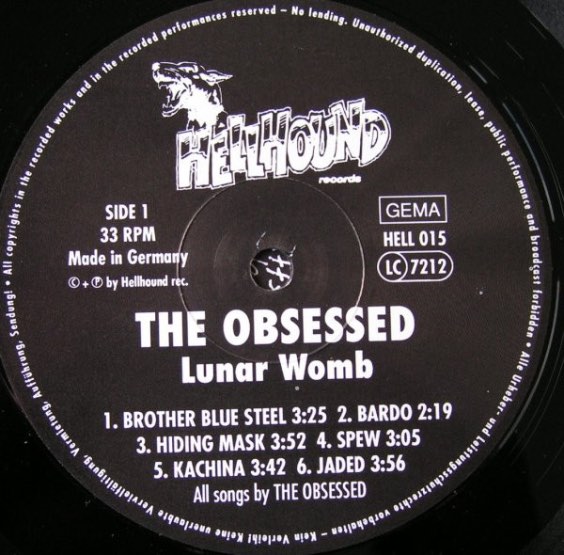 All copyrights in the recorded works and in the recorded performances reserved – No lending. Unauthorized duplication, lease, public performance and broadcast forbidden • Alle Urheber- und Leistungsschutzrechte vorbehalten – Kein Verleih! Keine unerlaubte Vervielfältigung, Vermietung, Aufführung, Sendung! •
HELLHOUND
records
SIDE 1
33 RPM
Made in Germany
© + ℗ by Hellhound rec.
GEMA
HELL 015
LC 7212
THE OBSESSED
Lunar Womb
1. BROTHER BLUE STEEL 3:25 2. BARDO 2:19
3. HIDING MASK 3:52 4. SPEW 3:05
5. KACHINA 3:42 6. JADED 3:56
All songs by THE OBSESSED